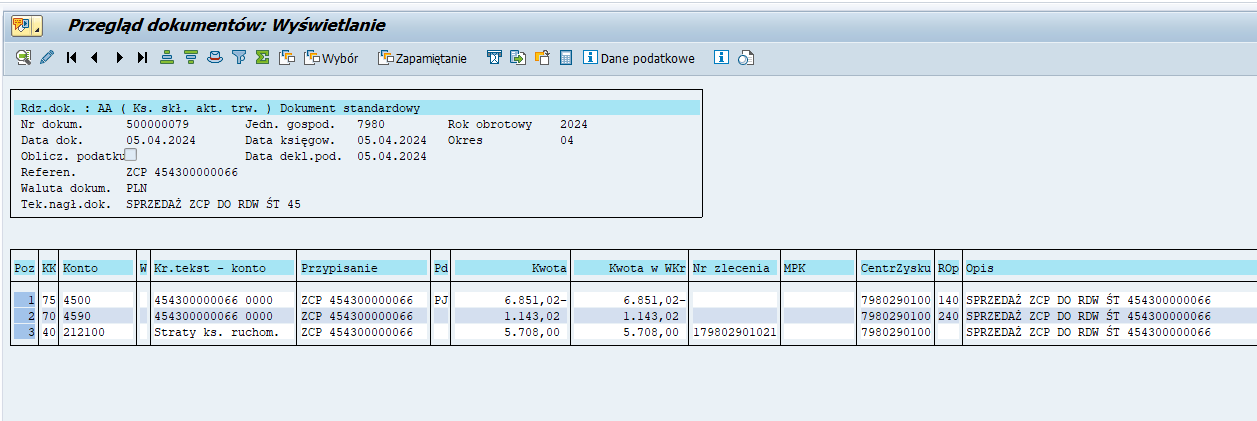 Przegląd dokumentów: Wyświetlanie
Wybór Zapamiętanie Dane podatkowe
Rdz.dok. : AA ( Ks. skł. akt. trw. ) Dokument standardowy
Nr dokum. 500000079 Jedn. gospod. 7980 Rok obrotowy 2024
Data dok. 05.04.2024 Data księgow. 05.04.2024 Okres 04
Oblicz. podatku Data dekl.pod. 05.04.2024
Referen. ZCP 454300000066
Waluta dokum. PLN
Tek.nagł.dok. SPRZEDAŻ ZCP DO RDW ŚT 45
Poz KK Konto W Kr.tekst - konto Przypisanie Pd Kwota Kwota w WKr Nr zlecenia MPK CentrZysku ROp Opis
1 75 4500 454300000066 0000 ZCP 454300000066 PJ 6.851,02- 6.851,02- 7980290100 140 SPRZEDAŻ ZCP DO RDW ŚT 454300000066
2 70 4590 454300000066 0000 ZCP 454300000066 1.143,02 1.143,02 7980290100 240 SPRZEDAŻ ZCP DO RDW ŚT 454300000066
3 40 212100 Straty ks. ruchom. ZCP 454300000066 5.708,00 5.708,00 179802901021 7980290100 SPRZEDAŻ ZCP DO RDW ŚT 454300000066